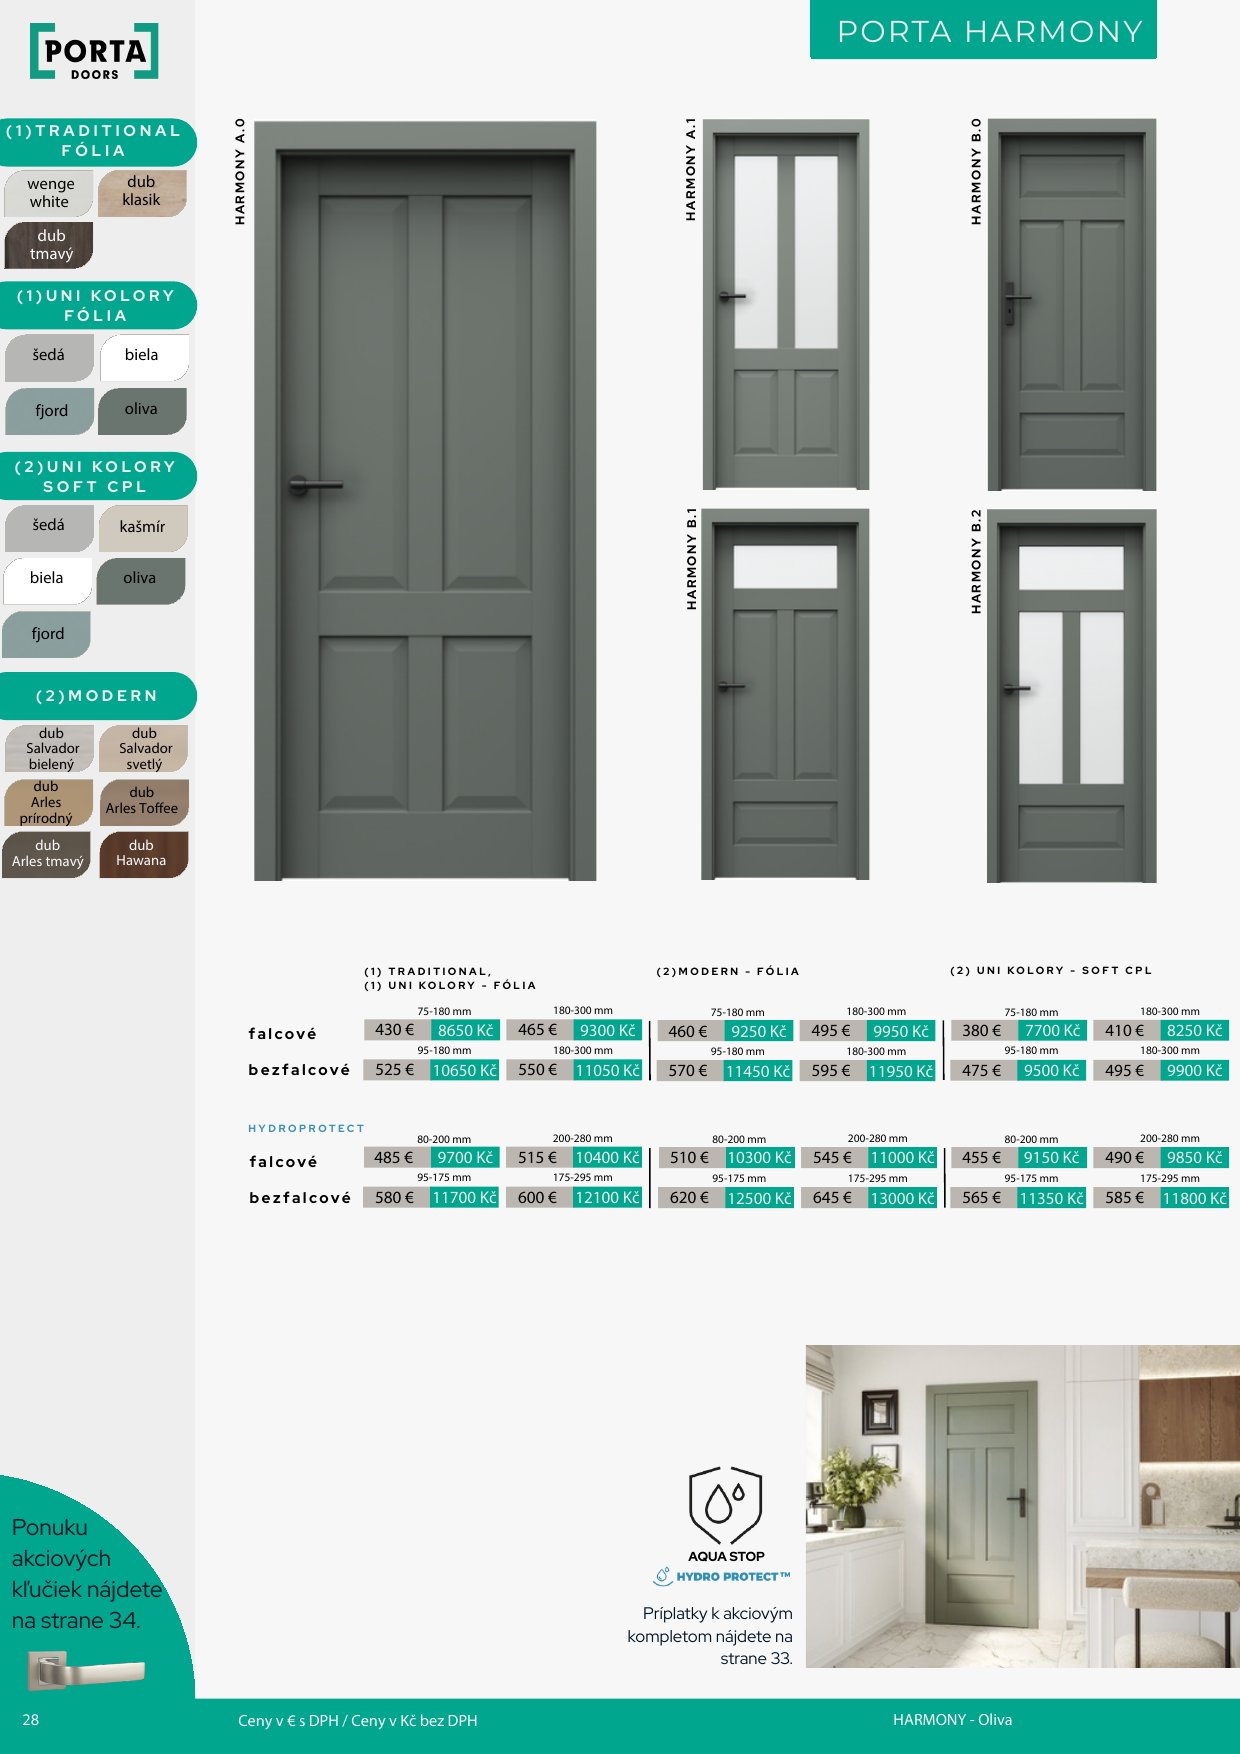 PORTA
DOORS
PORTA HARMONY
(1)TRADITIONAL
FÓLIA
wenge
white
dub
klasik
dub
tmavý
(1)UNI KOLORY
FÓLIA
šedá
biela
fjord
oliva
(2)UNI KOLORY
SOFT CPL
šedá
kašmír
biela
oliva
fjord
(2)MODERN
dub
Salvador
bielený
dub
Salvador
svetlý
dub
Arles
prírodný
dub
Arles Toffee
dub
Arles tmavý
dub
Hawana
HARMONY A.0
HARMONY A.1
HARMONY B.0
HARMONY B.1
HARMONY B.2
(1) TRADITIONAL,
(1) UNI KOLORY - FÓLIA
(2)MODERN - FÓLIA
(2) UNI KOLORY - SOFT CPL
75-180 mm 180-300 mm 75-180 mm 180-300 mm 75-180 mm 180-300 mm
falcové 430 € 8650 Kč 465 € 9300 Kč 460 € 9250 Kč 495 € 9950 Kč 380 € 7700 Kč 410 € 8250 Kč
95-180 mm 180-300 mm 95-180 mm 180-300 mm 95-180 mm 180-300 mm
bezfalcové 525 € 10650 Kč 550 € 11050 Kč 570 € 11450 Kč 595 € 11950 Kč 475 € 9500 Kč 495 € 9900 Kč
HYDROPROTECT
80-200 mm 200-280 mm 80-200 mm 200-280 mm 80-200 mm 200-280 mm
falcové 485 € 9700 Kč 515 € 10400 Kč 510 € 10300 Kč 545 € 11000 Kč 455 € 9150 Kč 490 € 9850 Kč
95-175 mm 175-295 mm 95-175 mm 175-295 mm 95-175 mm 175-295 mm
bezfalcové 580 € 11700 Kč 600 € 12100 Kč 620 € 12500 Kč 645 € 13000 Kč 565 € 11350 Kč 585 € 11800 Kč
AQUA STOP
HYDRO PROTECT™
Príplatky k akciovým
kompletom nájdete na
strane 33.
Ponuku
akciových
kľučiek nájdete
na strane 34.
28
Ceny v € s DPH / Ceny v Kč bez DPH
HARMONY - Oliva